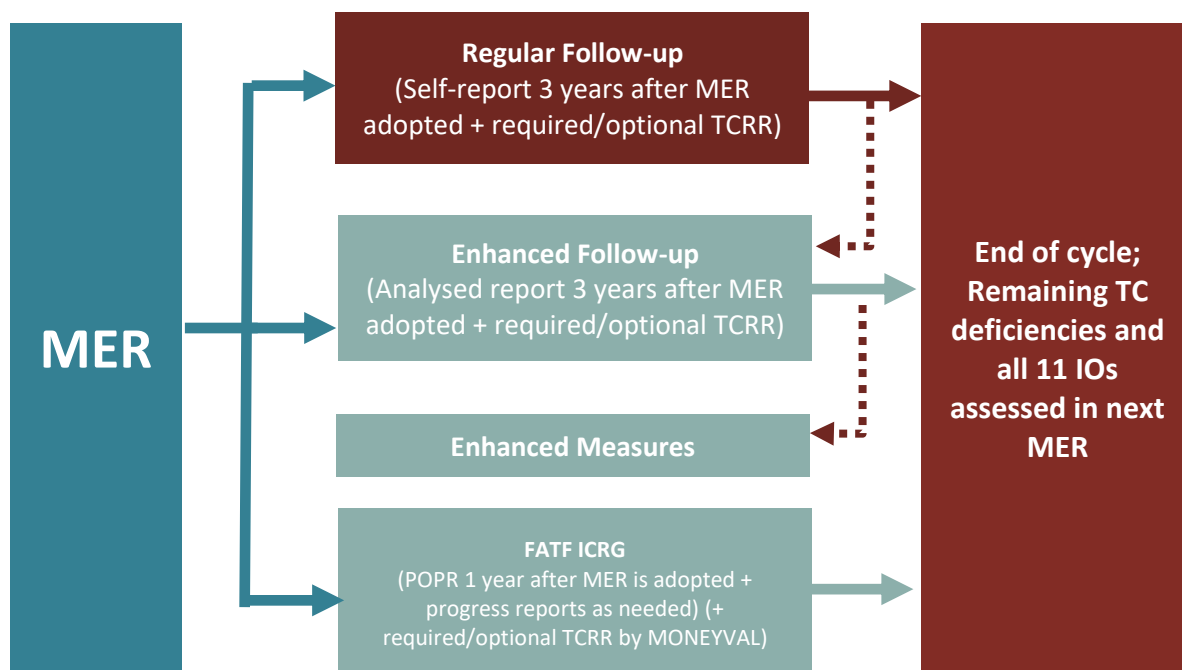 MER
Regular Follow-up
(Self-report 3 years after MER
adopted + required/optional TCRR)
Enhanced Follow-up
(Analysed report 3 years after MER
adopted + required/optional TCRR)
Enhanced Measures
FATF ICRG
(POPR 1 year after MER is adopted +
progress reports as needed) (+
required/optional TCRR by MONEYVAL)
End of cycle;
Remaining TC
deficiencies and
all 11 IOs
assessed in next
MER